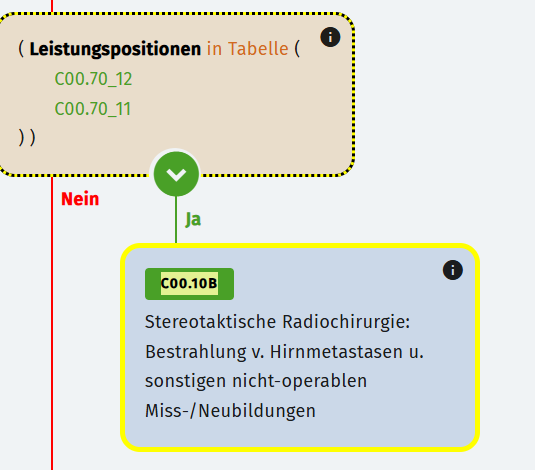 ( Leistungspositionen in Tabelle (
C00.70_12
C00.70_11
) )
Nein
Ja
C00.10B
Stereotaktische Radiochirurgie:
Bestrahlung v. Hirnmetastasen u.
sonstigen nicht-operablen
Miss-/Neubildungen